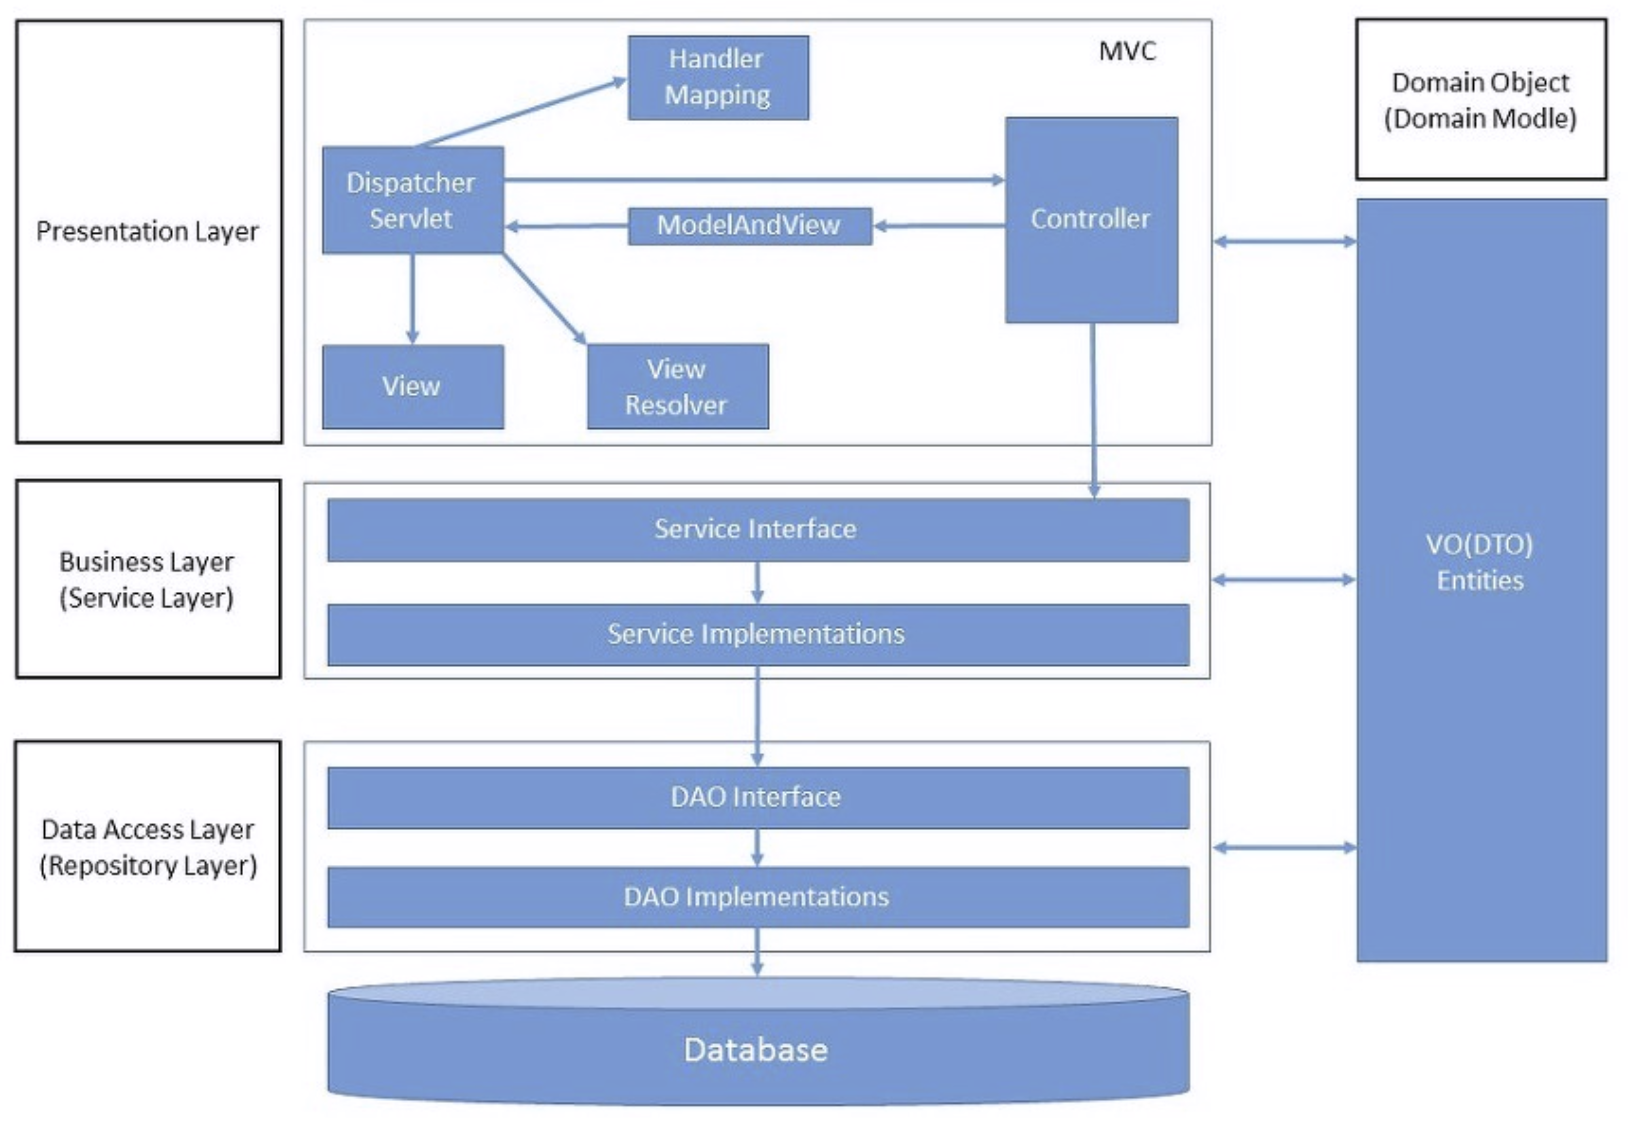 Presentation Layer
MVC
Handler
Mapping
Dispatcher
Servlet
ModelAndView
Controller
View
View
Resolver
Domain Object
(Domain Modle)
Business Layer
(Service Layer)
Service Interface
Service Implementations
VO(DTO)
Entities
Data Access Layer
(Repository Layer)
DAO Interface
DAO Implementations
Database